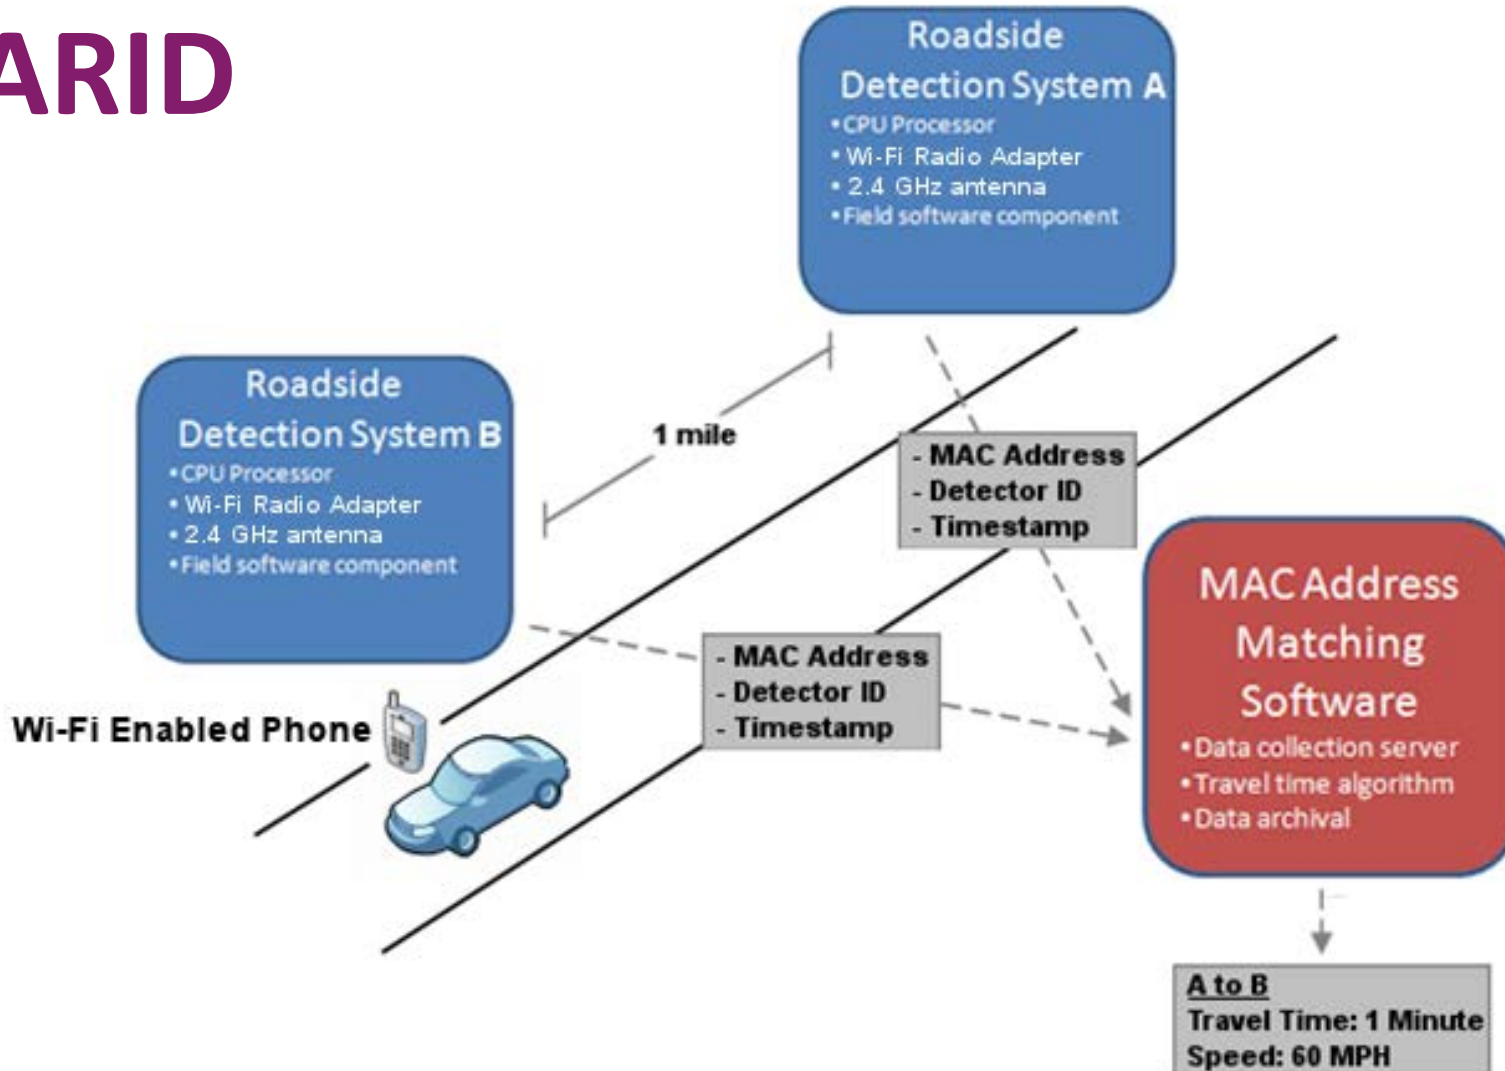 ARID
Roadside
Detection System A
• CPU Processor
• Wi-Fi Radio Adapter
• 2.4 GHz antenna
• Field software component
Roadside
Detection System B
• CPU Processor
• Wi-Fi Radio Adapter
• 2.4 GHz antenna
• Field software component
1 mile
- MAC Address
- Detector ID
- Timestamp
- MAC Address
- Detector ID
- Timestamp
Wi-Fi Enabled Phone
MAC Address
Matching
Software
• Data collection server
• Travel time algorithm
• Data archival
A to B
Travel Time: 1 Minute
Speed: 60 MPH